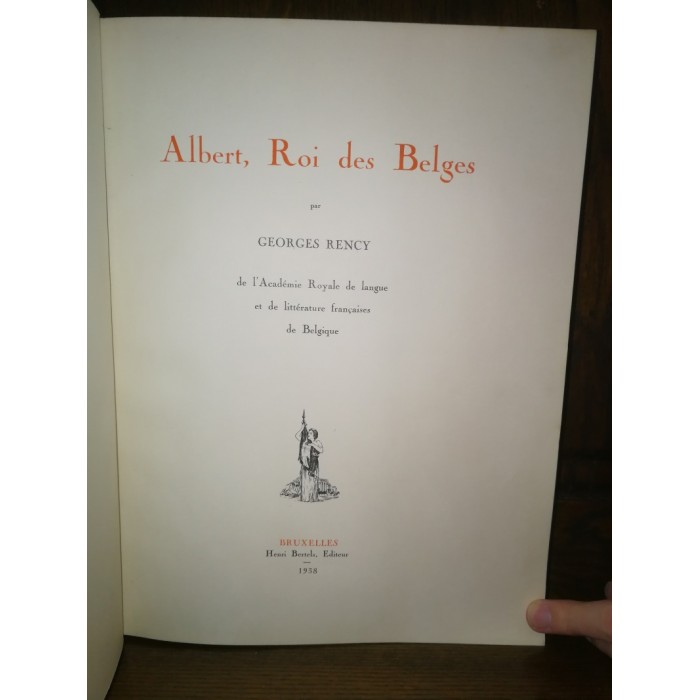 Albert, Roi des Belges
par
GEORGES RENCY
de l'Académie Royale de langue
et de littérature françaises
de Belgique
BRUXELLES
Henri Bertels, Editeur
—
1938